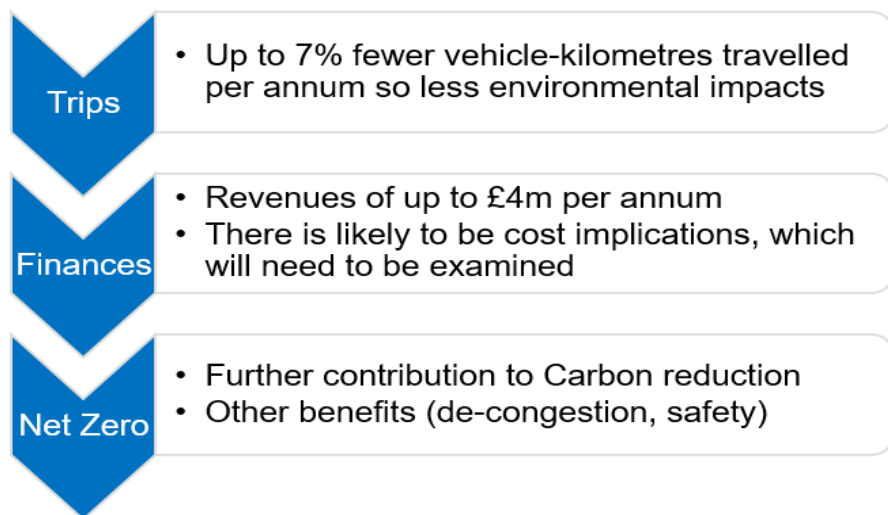 Trips
• Up to 7% fewer vehicle-kilometres travelled
per annum so less environmental impacts
Finances
• Revenues of up to £4m per annum
• There is likely to be cost implications, which
will need to be examined
Net Zero
• Further contribution to Carbon reduction
• Other benefits (de-congestion, safety)